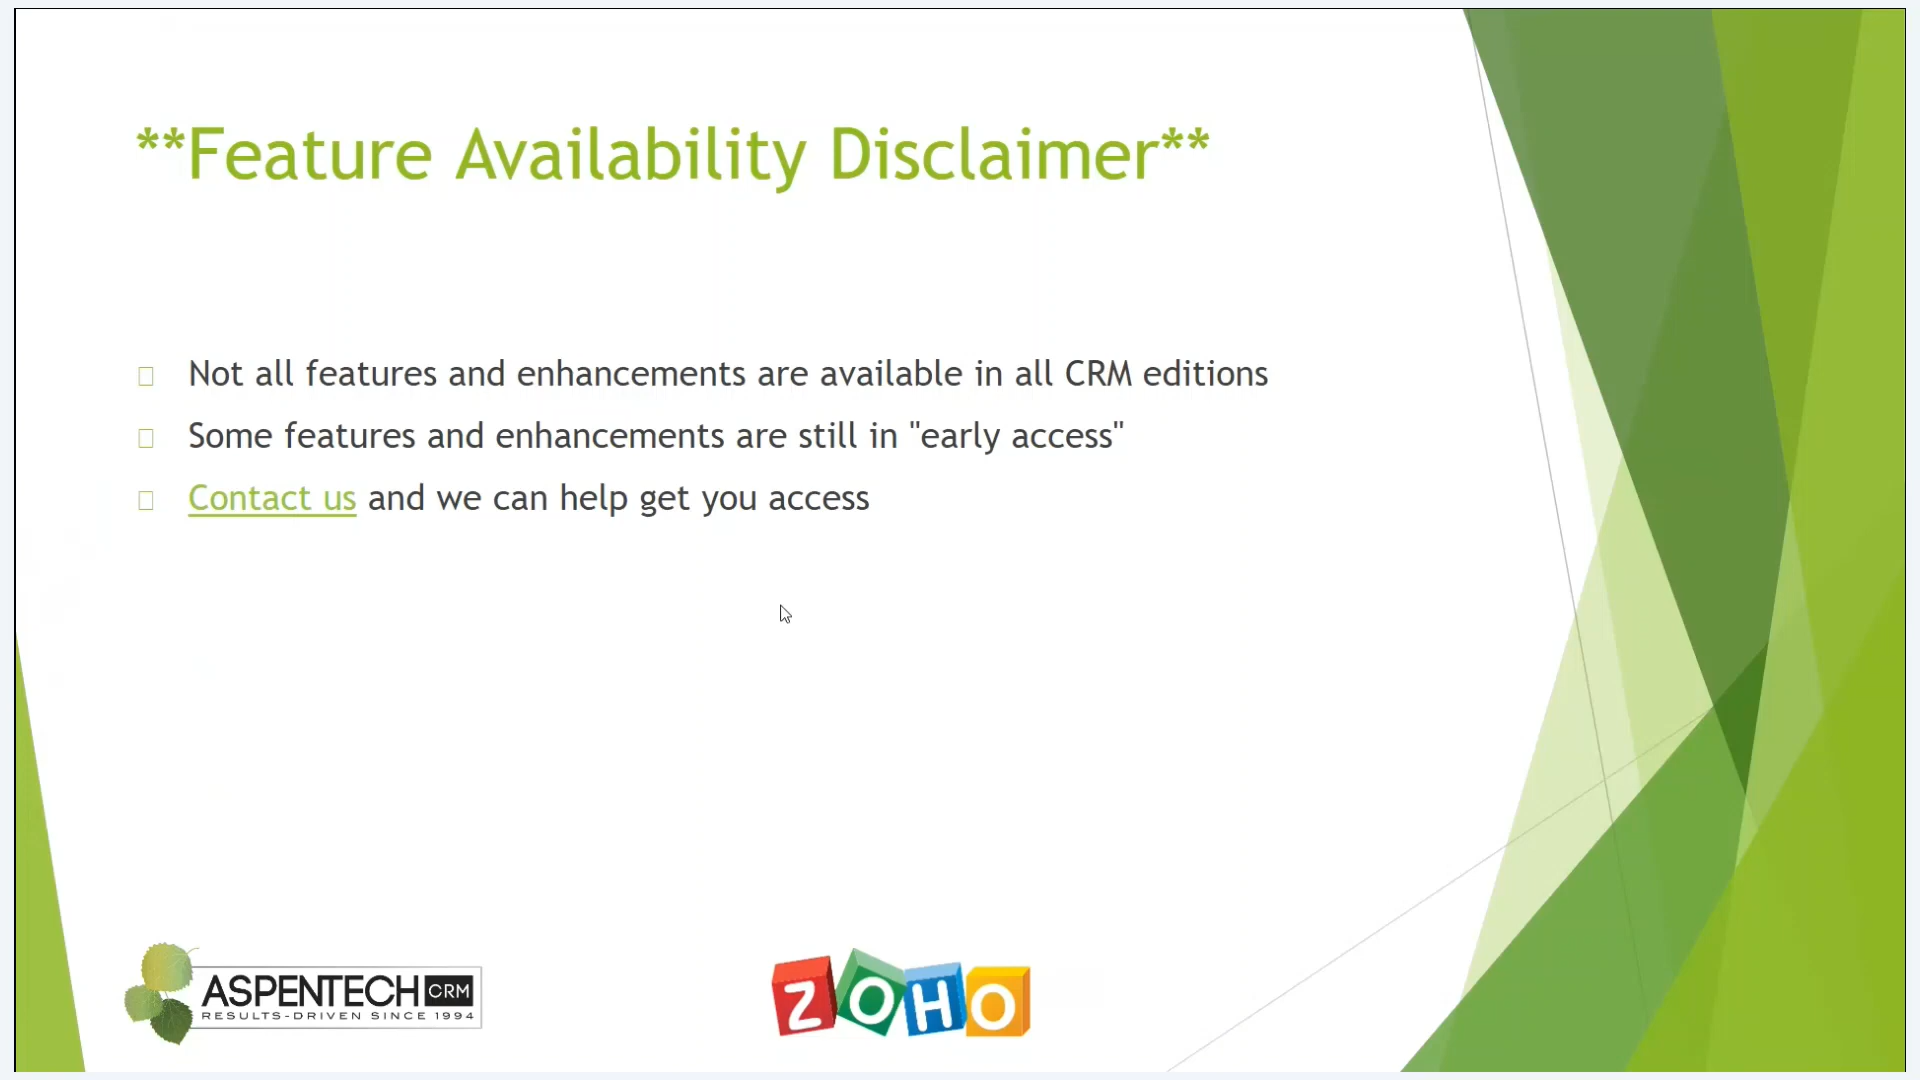 **Feature Availability Disclaimer**
Not all features and enhancements are available in all CRM editions
Some features and enhancements are still in "early access"
Contact us and we can help get you access
ASPENTECH CRM
RESULTS-DRIVEN SINCE 1994
ZOHO